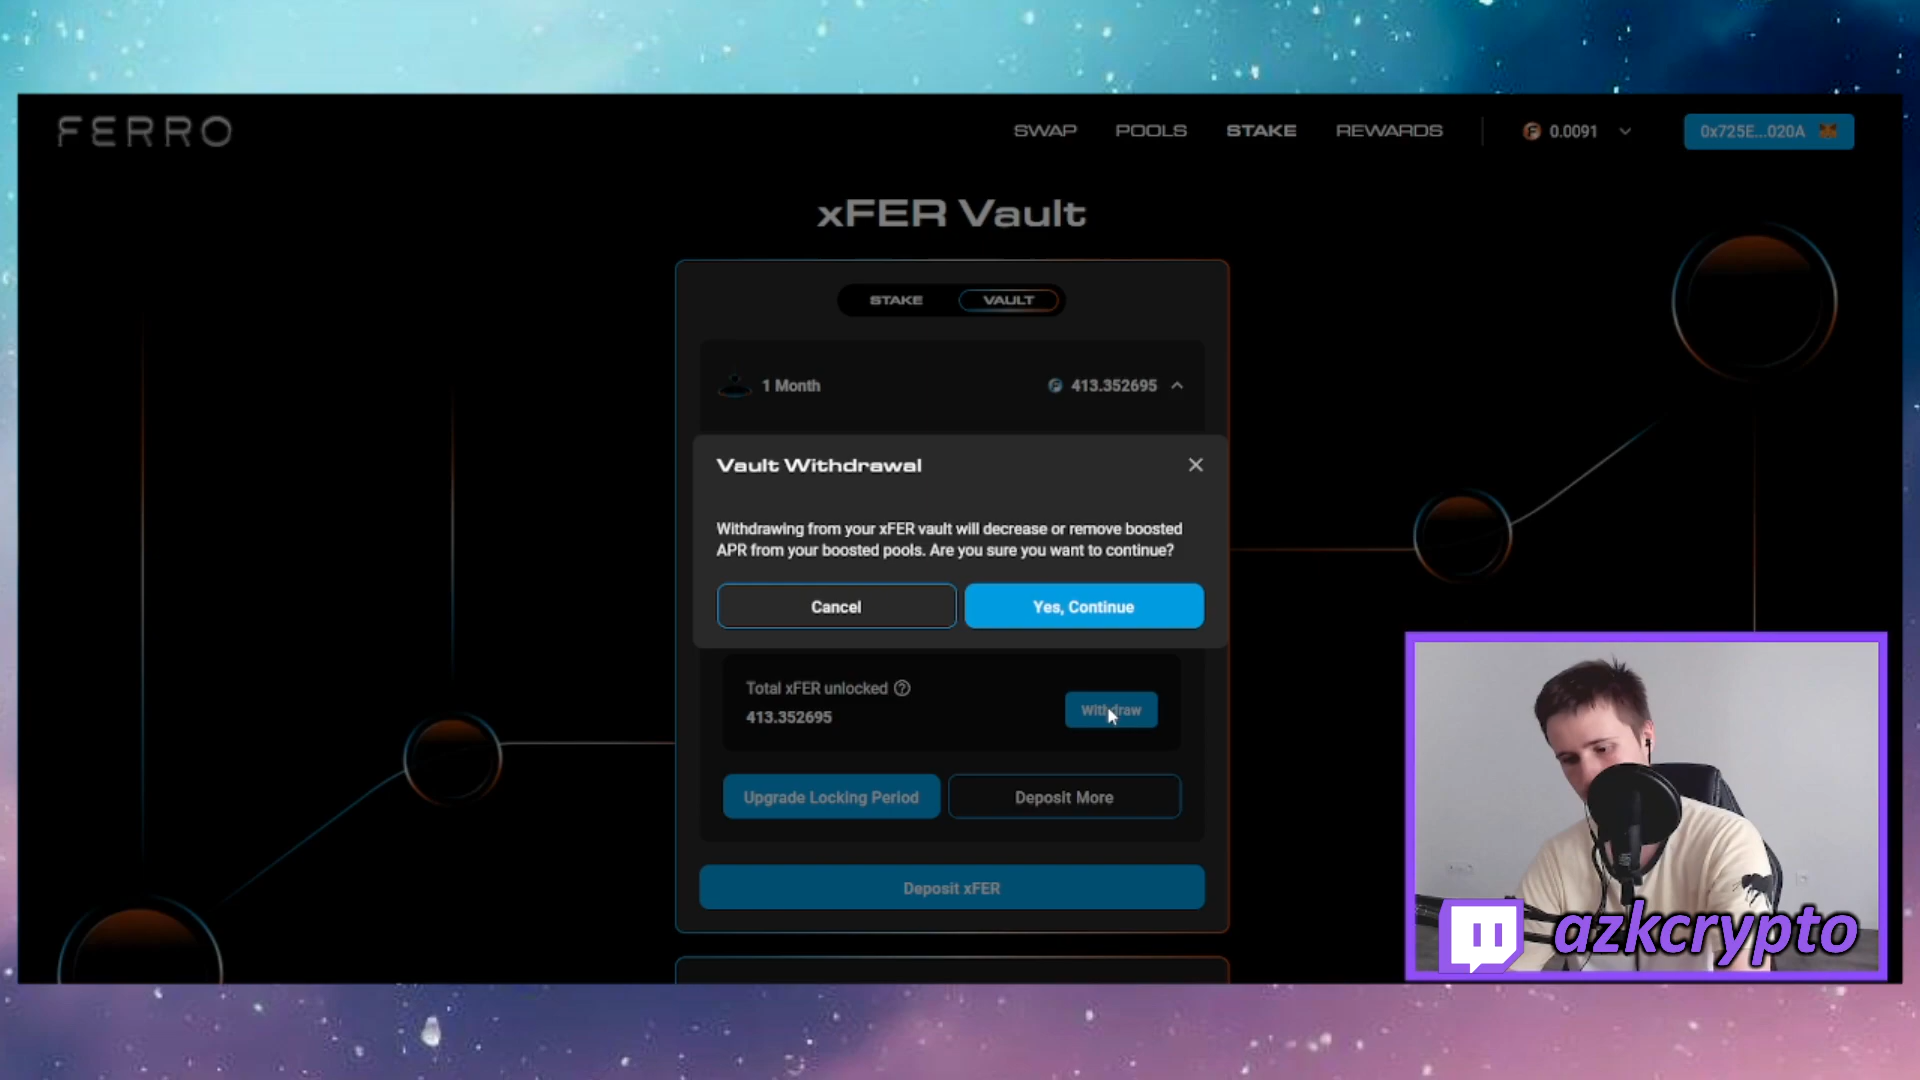 FERRO
SWAP POOLS STAKE REWARDS 0.0091 0x725E...020A
xFER Vault
STAKE VAULT
1 Month 413.352695
Vault Withdrawal
Withdrawing from your xFER vault will decrease or remove boosted
APR from your boosted pools. Are you sure you want to continue?
Cancel Yes, Continue
Total xFER unlocked
413.352695
Withdraw
Upgrade Locking Period Deposit More
Deposit xFER
azkcrypto